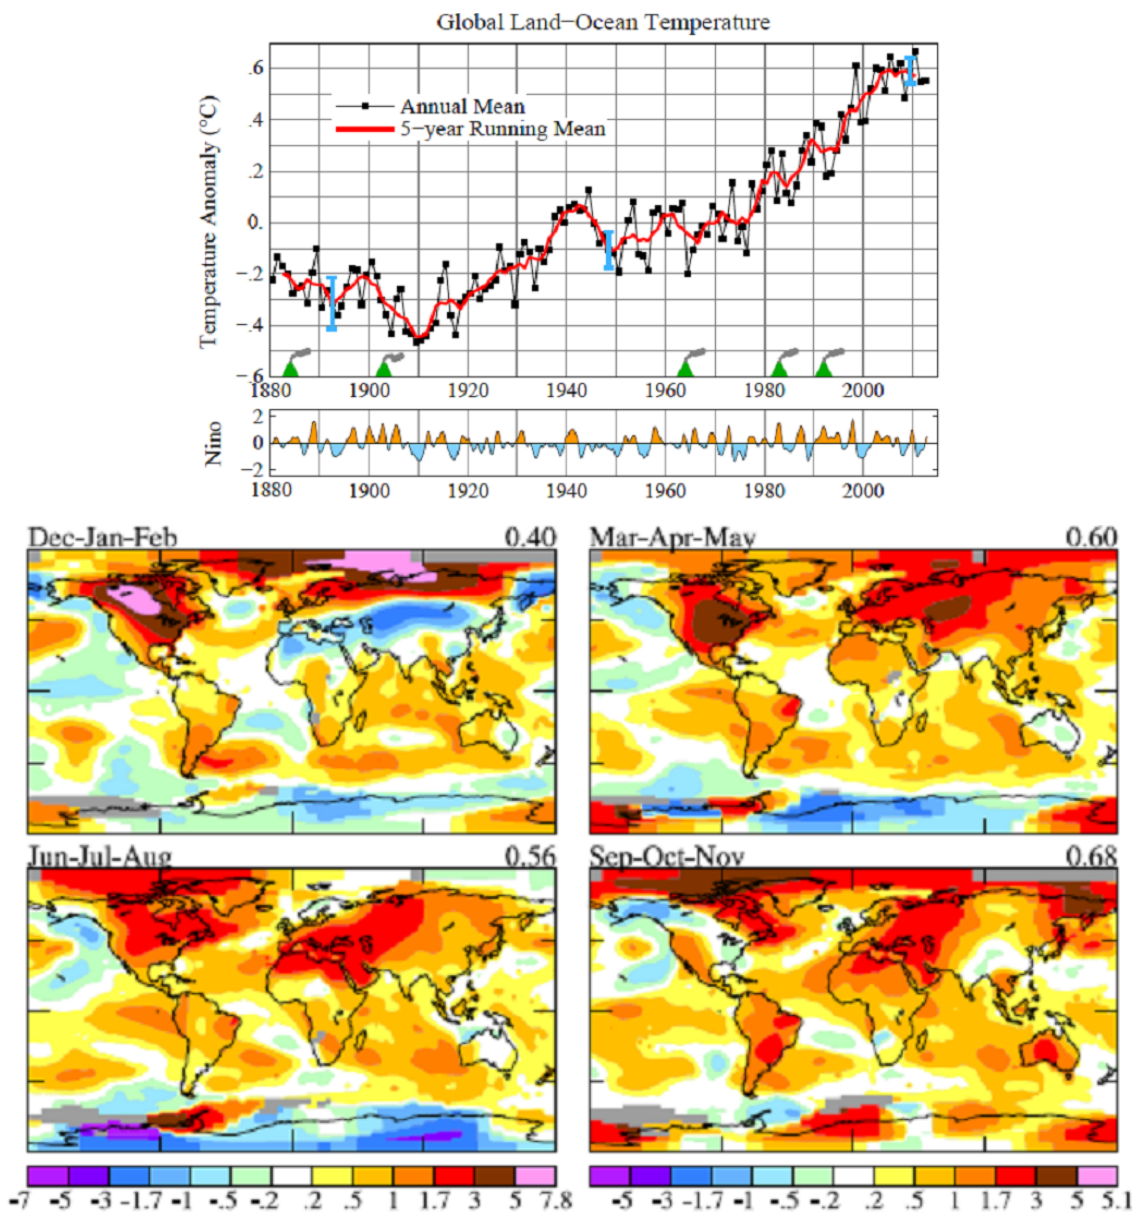 Global Land−Ocean Temperature
.6
.4
.2
0.
−.2
−.4
−.6
Temperature Anomaly (°C)
Annual Mean
5−year Running Mean
1880 1900 1920 1940 1960 1980 2000
2
0
−2
Nino
1880 1900 1920 1940 1960 1980 2000
Dec-Jan-Feb 0.40
Mar-Apr-May 0.60
Jun-Jul-Aug 0.56
Sep-Oct-Nov 0.68
-7 -5 -3 -1.7 -1 -.5 -.2 .2 .5 1 1.7 3 5 7.8
-5 -3 -1.7 -1 -.5 -.2 .2 .5 1 1.7 3 5 5.1